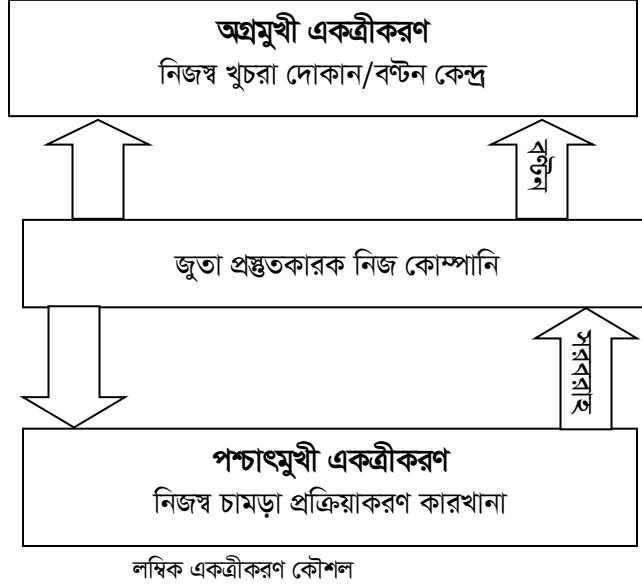 অগ্রমুখী একত্রীকরণ
নিজস্ব খুচরা দোকান/বণ্টন কেন্দ্র
বণ্টন
জুতা প্রস্তুতকারক নিজ কোম্পানি
সরবরাহ
পশ্চাৎমুখী একত্রীকরণ
নিজস্ব চামড়া প্রক্রিয়াকরণ কারখানা
লম্বিক একত্রীকরণ কৌশল